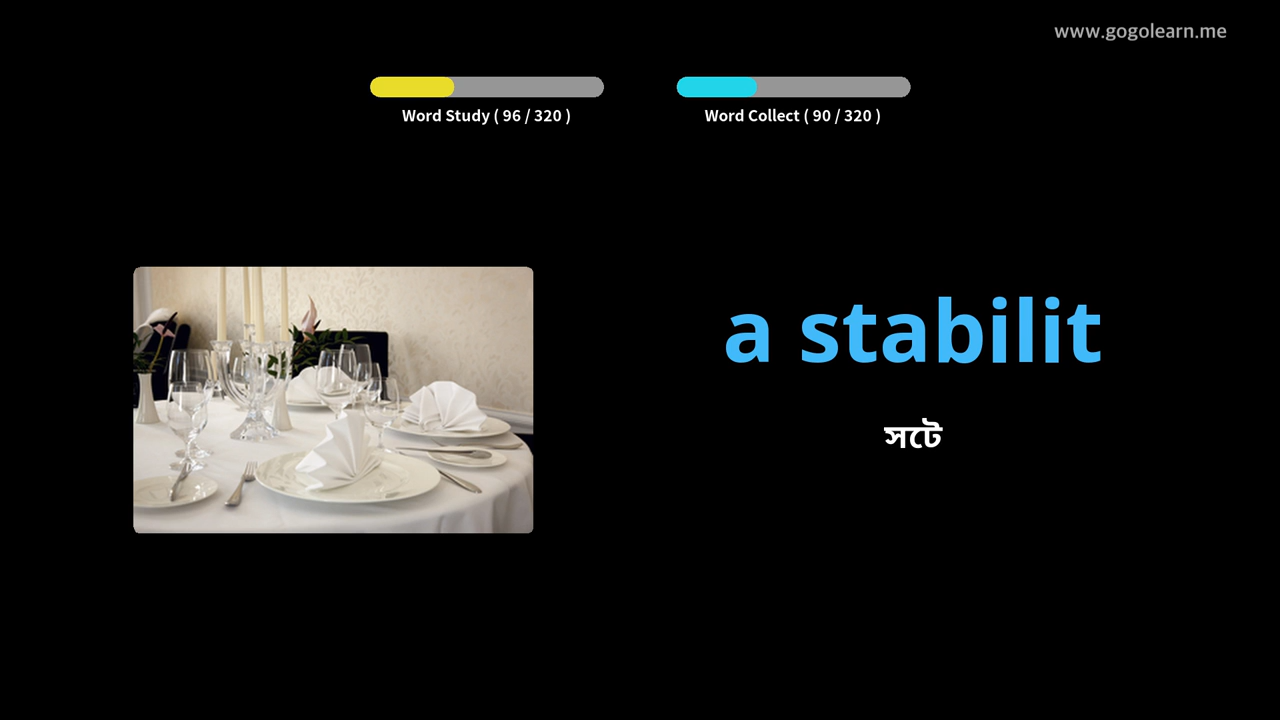 www.gogolearn.me
Word Study ( 96 / 320 )
Word Collect ( 90 / 320 )
a stabilit
সটে